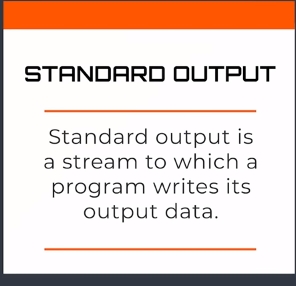 STANDARD OUTPUT
Standard output is
a stream to which a
program writes its
output data.